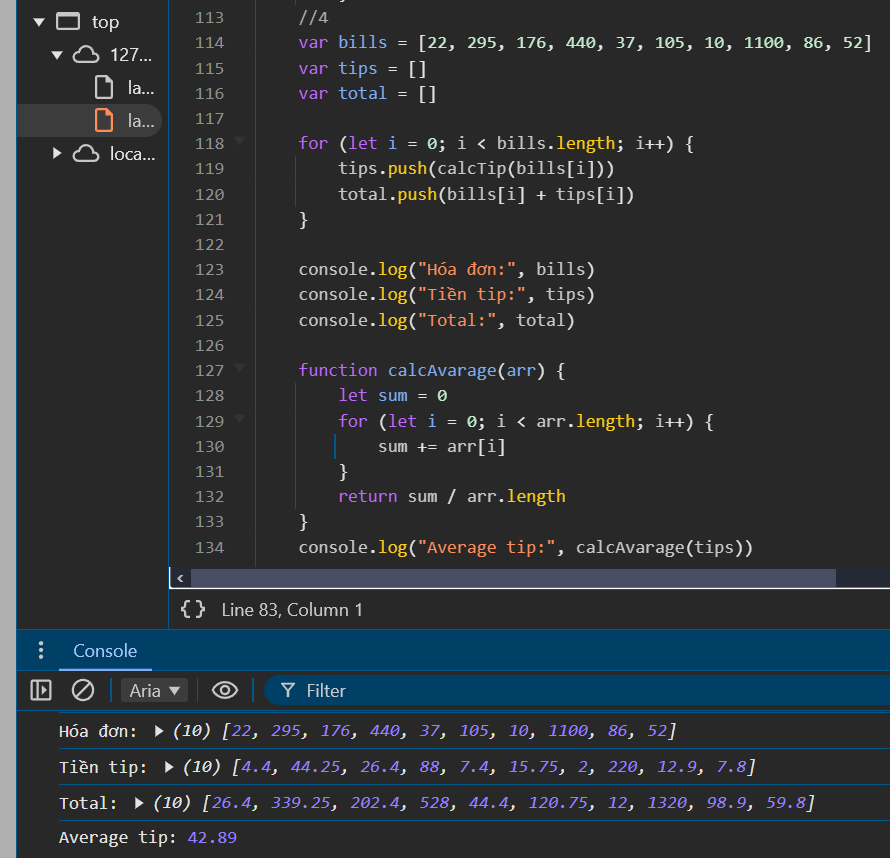 top
127...
la...
la...
loca...
113 //4
114 var bills = [22, 295, 176, 440, 37, 105, 10, 1100, 86, 52]
115 var tips = []
116 var total = []
117
118 for (let i = 0; i < bills.length; i++) {
119 tips.push(calcTip(bills[i]))
120 total.push(bills[i] + tips[i])
121 }
122
123 console.log("Hóa đơn:", bills)
124 console.log("Tiền tip:", tips)
125 console.log("Total:", total)
126
127 function calcAvarage(arr) {
128 let sum = 0
129 for (let i = 0; i < arr.length; i++) {
130 sum += arr[i]
131 }
132 return sum / arr.length
133 }
134 console.log("Average tip:", calcAvarage(tips))
{} Line 83, Column 1
Console
Aria ▼ Filter
Hóa đơn: ▶ (10) [22, 295, 176, 440, 37, 105, 10, 1100, 86, 52]
Tiền tip: ▶ (10) [4.4, 44.25, 26.4, 88, 7.4, 15.75, 2, 220, 12.9, 7.8]
Total: ▶ (10) [26.4, 339.25, 202.4, 528, 44.4, 120.75, 12, 1320, 98.9, 59.8]
Average tip: 42.89